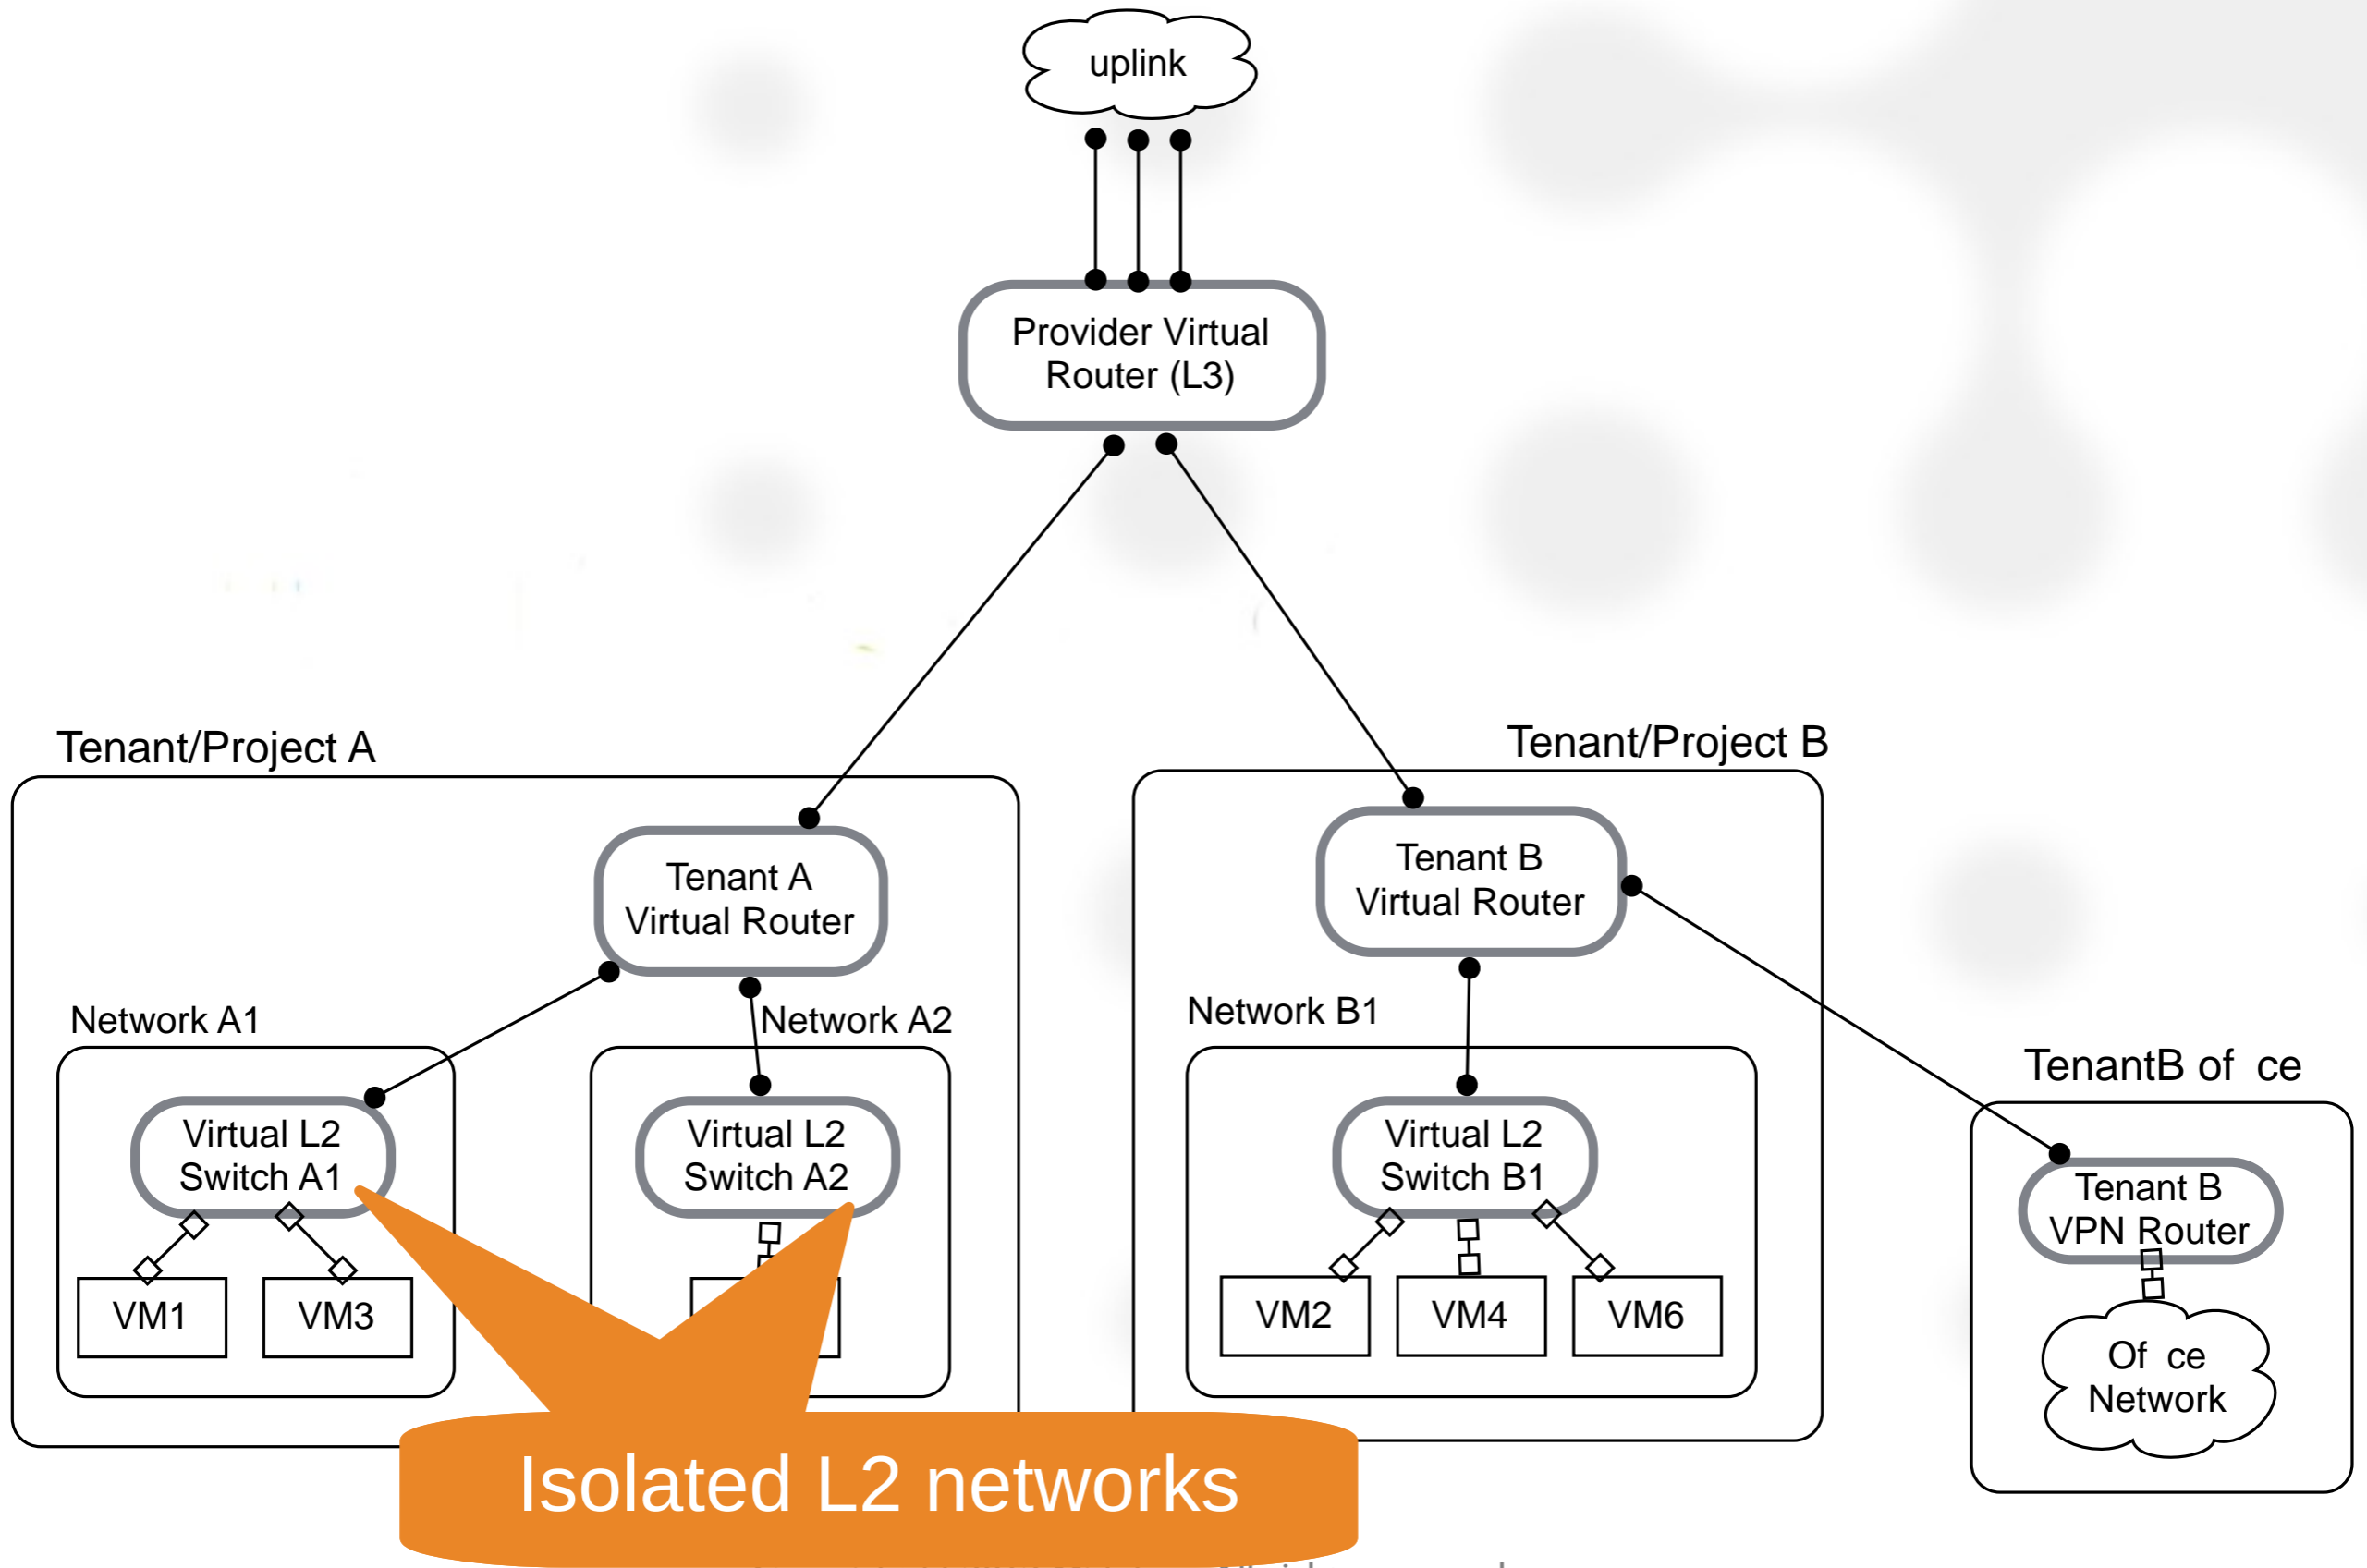 uplink
Provider Virtual
Router (L3)
Tenant/Project A
Tenant/Project B
Tenant A
Virtual Router
Tenant B
Virtual Router
Network A1
Network A2
Network B1
TenantB of ce
Virtual L2
Switch A1
Virtual L2
Switch A2
Virtual L2
Switch B1
Tenant B
VPN Router
VM1
VM3
VM2
VM4
VM6
Of ce
Network
Isolated L2 networks